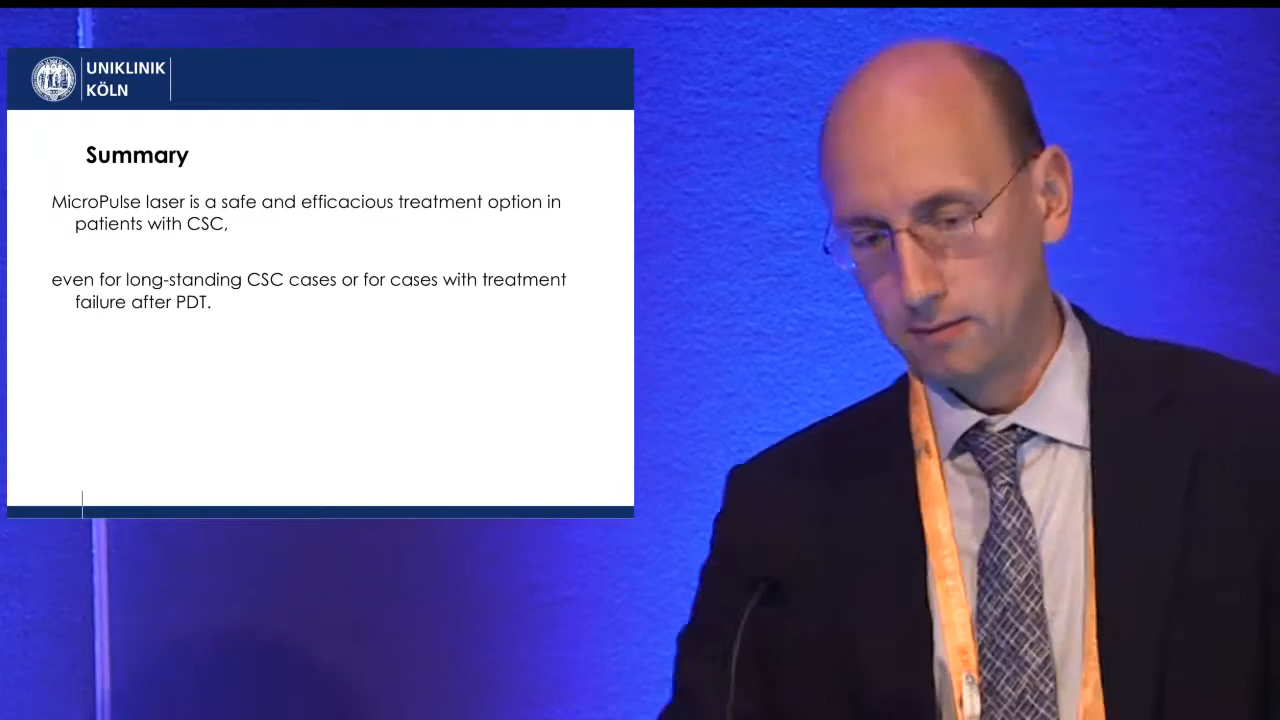 UNIKLINIK
KÖLN
Summary
MicroPulse laser is a safe and efficacious treatment option in
patients with CSC,
even for long-standing CSC cases or for cases with treatment
failure after PDT.